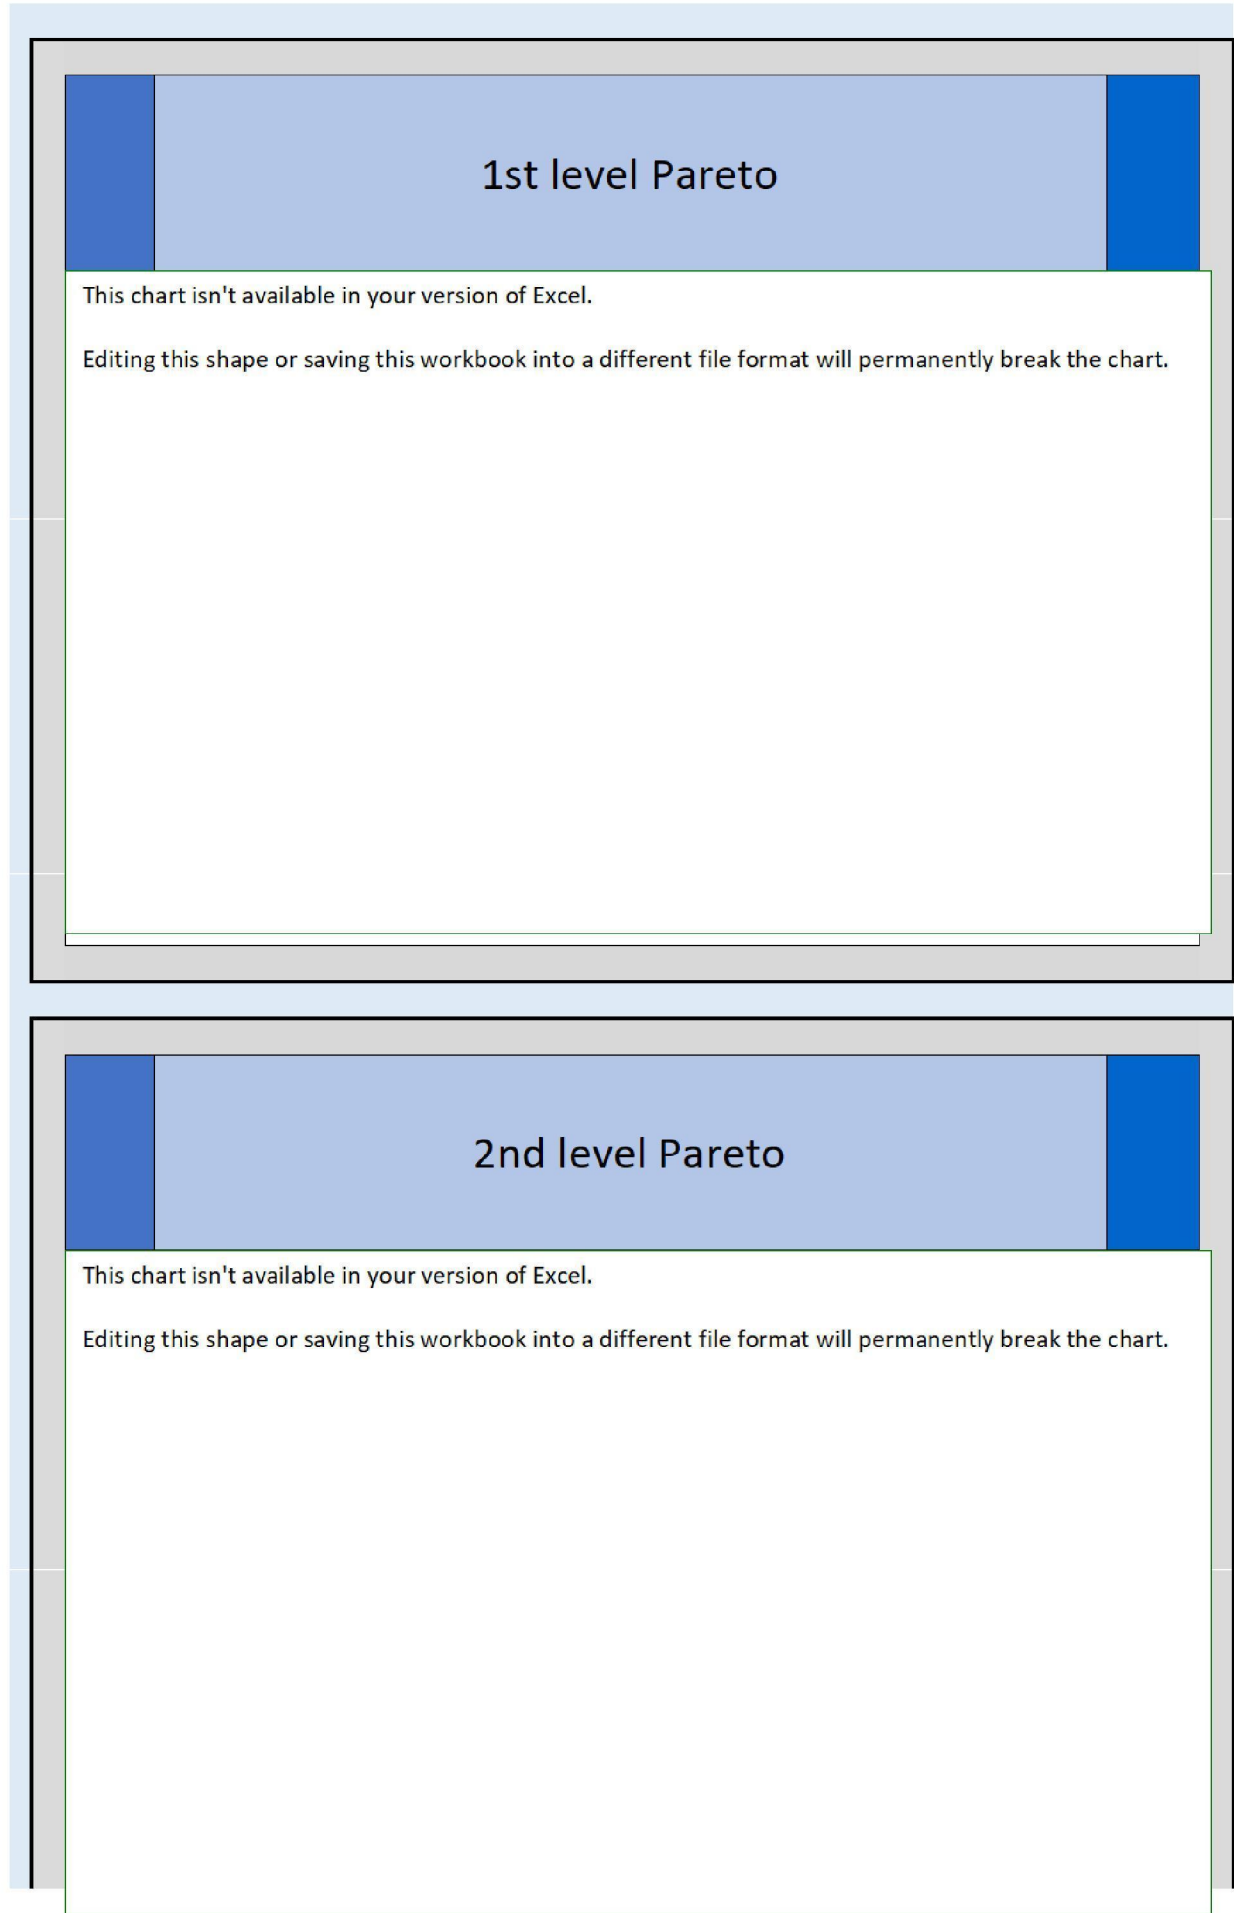 1st level Pareto
This chart isn't available in your version of Excel.
Editing this shape or saving this workbook into a different file format will permanently break the chart.
2nd level Pareto
This chart isn't available in your version of Excel.
Editing this shape or saving this workbook into a different file format will permanently break the chart.